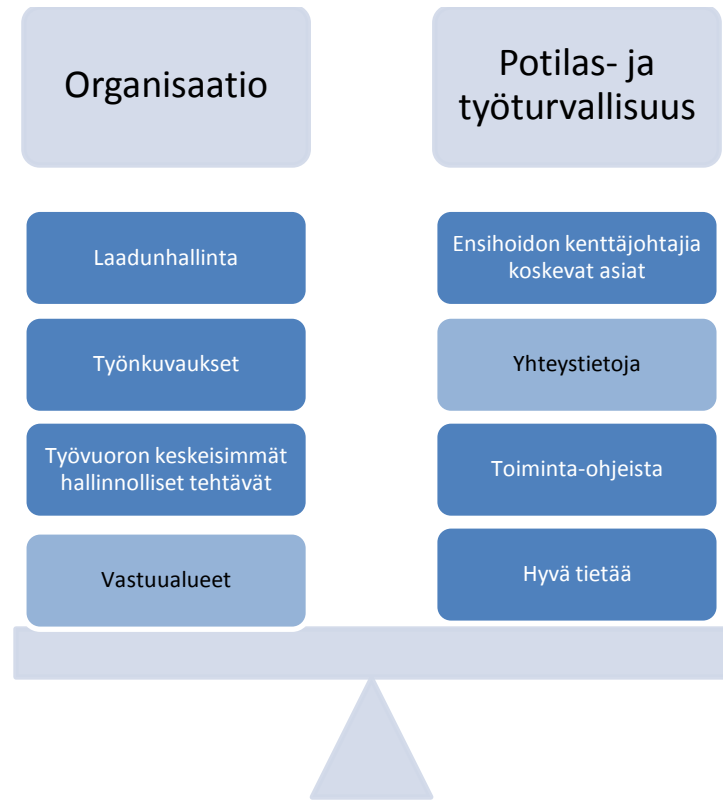 Organisaatio
Laadunhallinta
Työnkuvaukset
Työvuoron keskeisimmät
hallinnolliset tehtävät
Vastuualueet
Potilas- ja
työturvallisuus
Ensihoidon kenttäjohtajia
koskevat asiat
Yhteystietoja
Toiminta-ohjeista
Hyvä tietää